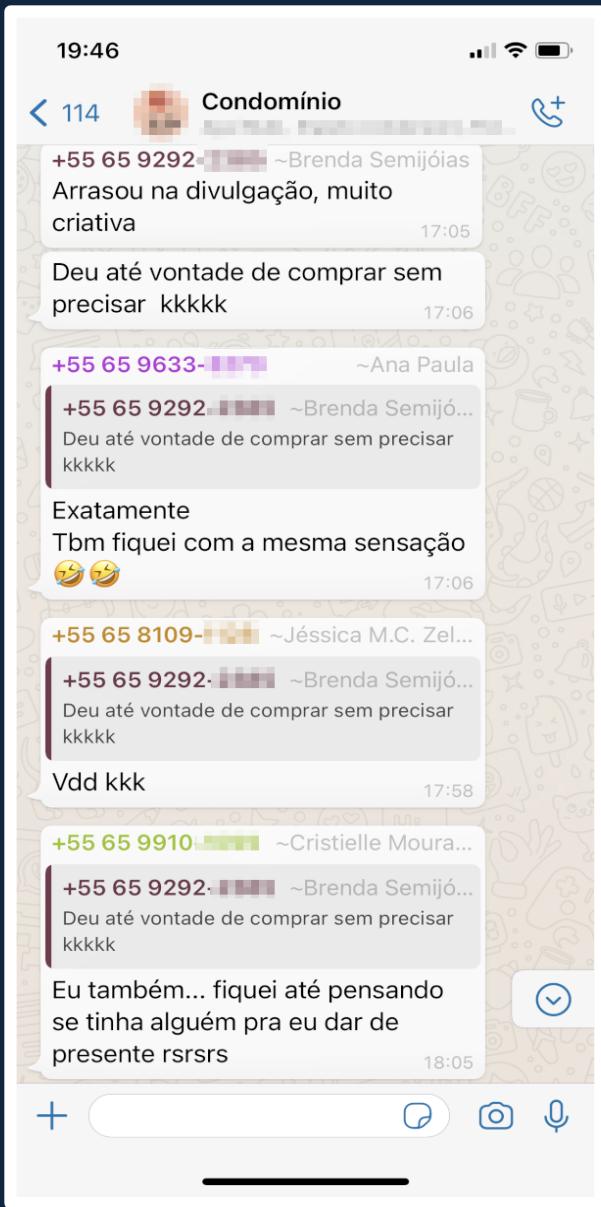 19:46
114
Condomínio
+55 65 9292- ~Brenda Semijóias
Arrasou na divulgação, muito
criativa
17:05
Deu até vontade de comprar sem
precisar kkkkk
17:06
+55 65 9633- ~Ana Paula
+55 65 9292- ~Brenda Semijó...
Deu até vontade de comprar sem precisar
kkkkk
Exatamente
Tbm fiquei com a mesma sensação
🤣🤣
17:06
+55 65 8109- ~Jéssica M.C. Zel...
+55 65 9292- ~Brenda Semijó...
Deu até vontade de comprar sem precisar
kkkkk
Vdd kkk
17:58
+55 65 9910 ~Cristielle Moura...
+55 65 9292- ~Brenda Semijó...
Deu até vontade de comprar sem precisar
kkkkk
Eu também... fiquei até pensando
se tinha alguém pra eu dar de
presente rsrsrs
18:05